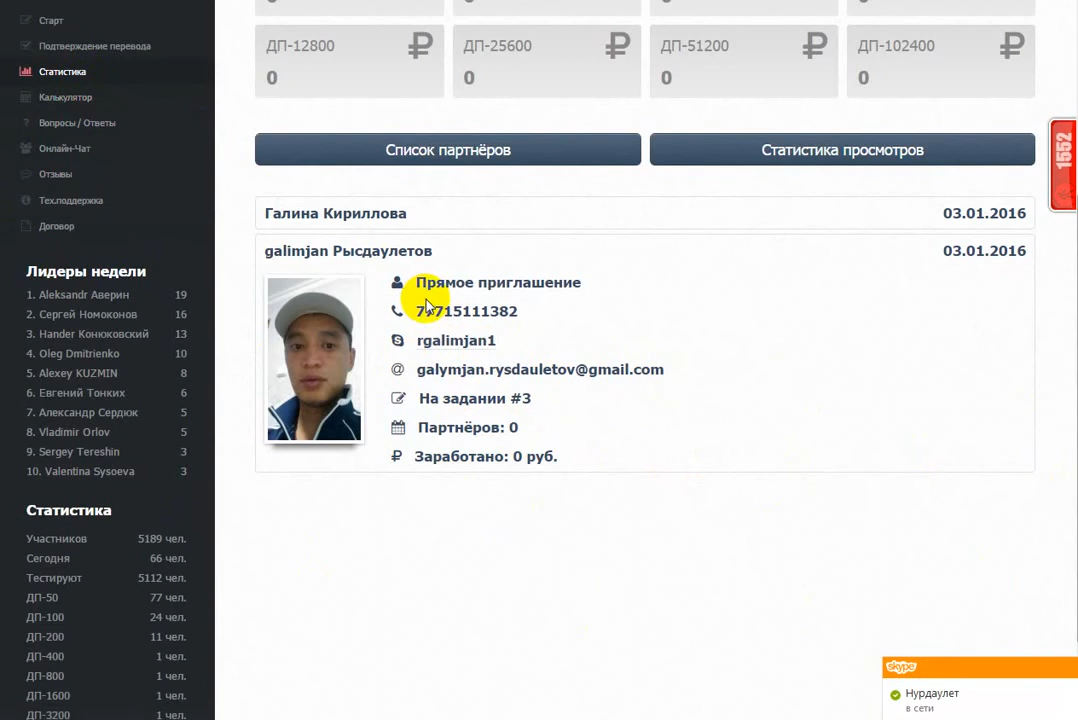 Старт
Подтверждение перевода
Статистика
Калькулятор
Вопросы / Ответы
Онлайн-Чат
Отзывы
Тех.поддержка
Договор
Лидеры недели
1. Aleksandr Аверин 19
2. Сергей Номоконов 16
3. Hander Конюковский 13
4. Oleg Dmitrienko 10
5. Alexey KUZMIN 8
6. Евгений Тонких 6
7. Александр Сердюк 5
8. Vladimir Orlov 5
9. Sergey Tereshin 3
10. Valentina Sysoeva 3
Статистика
Участников 5189 чел.
Сегодня 66 чел.
Тестируют 5112 чел.
ДП-50 77 чел.
ДП-100 24 чел.
ДП-200 11 чел.
ДП-400 1 чел.
ДП-800 1 чел.
ДП-1600 1 чел.
ДП-3200 1 чел.
ДП-12800 ДП-25600 ДП-51200 ДП-102400
0 0 0 0
Список партнёров Статистика просмотров
Галина Кириллова 03.01.2016
galimjan Рысдаулетов 03.01.2016
Прямое приглашение
715111382
rgalimjan1
@ galymjan.rysdauletov@gmail.com
На задании #3
Партнёров: 0
₽ Заработано: 0 руб.
1552
skype
Нурдаулет
в сети